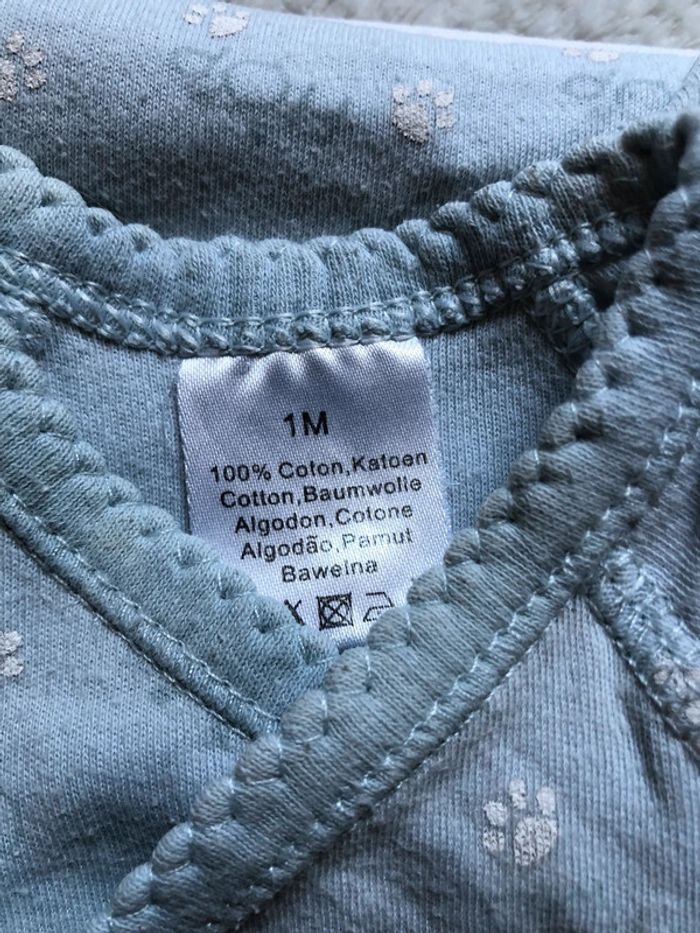 1M
100% Coton,Katoen
Cotton,Baumwolle
Algodon,Cotone
Algodão,Pamut
Bawelna